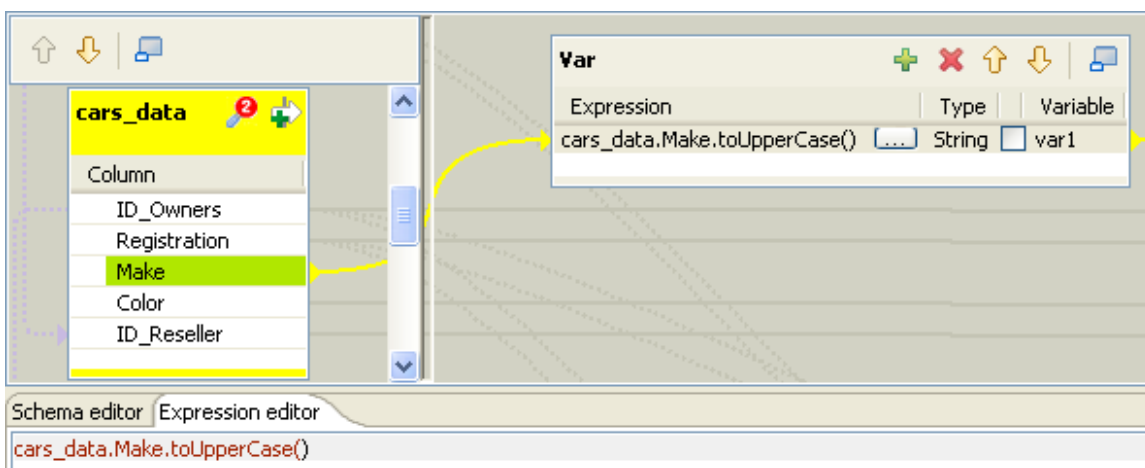 Var
cars_data 2
Expression Type Variable
cars_data.Make.toUpperCase() (...) String var1
Column
ID_Owners
Registration
Make
Color
ID_Reseller
Schema editor Expression editor
cars_data.Make.toUpperCase()